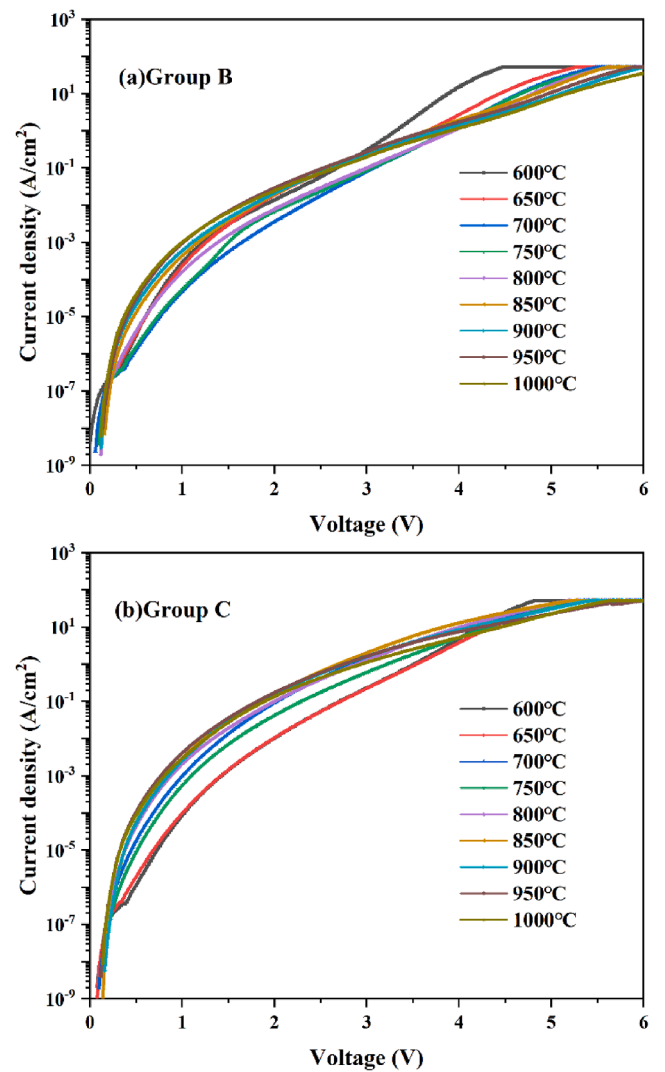 10³
10¹
10⁻¹
10⁻³
10⁻⁵
10⁻⁷
10⁻⁹
Current density (A/cm²)
(a)Group B
600°C
650°C
700°C
750°C
800°C
850°C
900°C
950°C
1000°C
0 1 2 3 4 5 6
Voltage (V)
10³
10¹
10⁻¹
10⁻³
10⁻⁵
10⁻⁷
10⁻⁹
Current density (A/cm²)
(b)Group C
600°C
650°C
700°C
750°C
800°C
850°C
900°C
950°C
1000°C
0 1 2 3 4 5 6
Voltage (V)